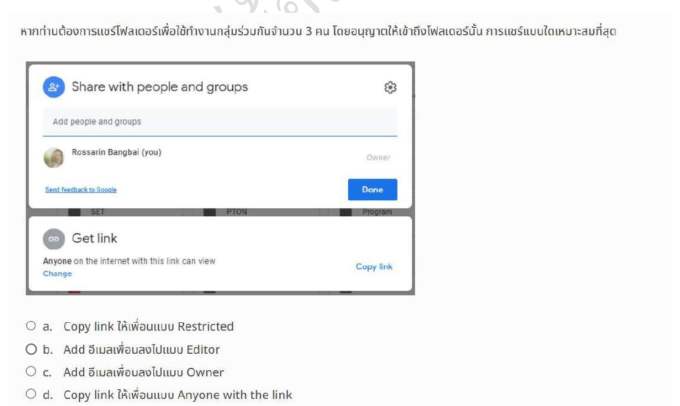 หากท่านต้องการแชร์โฟลเดอร์เพื่อใช้ทำงานกลุ่มร่วมกันจำนวน 3 คน โดยอนุญาตให้เข้าถึงโฟลเดอร์นั้น การแชร์แบบใดเหมาะสมที่สุด
Share with people and groups
Add people and groups
Rossarin Bangbai (you)
Owner
Send feedback to Google
Done
SET PTON Program
Get link
Anyone on the internet with this link can view
Change
Copy link
a. Copy link ให้เพื่อนแบบ Restricted
b. Add อีเมลเพื่อนลงไปแบบ Editor
c. Add อีเมลเพื่อนลงไปแบบ Owner
d. Copy link ให้เพื่อนแบบ Anyone with the link